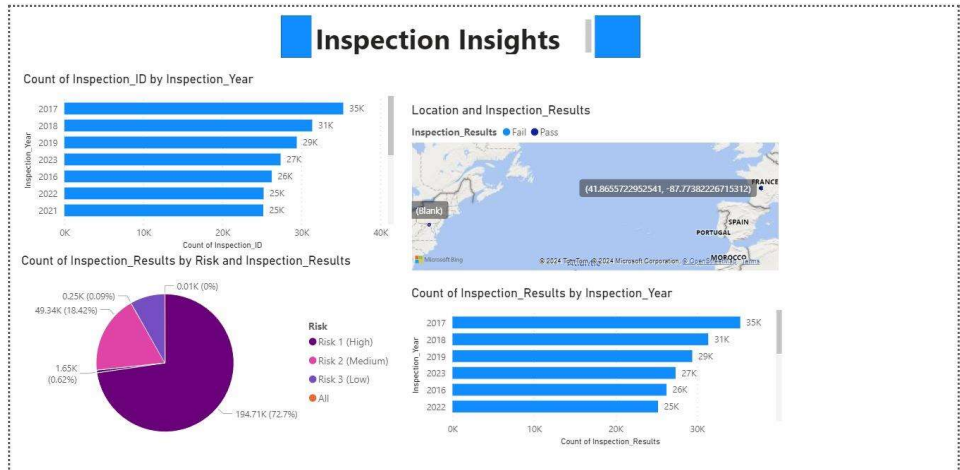 Inspection Insights
Count of Inspection_ID by Inspection_Year
Inspection_Year
2017 35K
2018 31K
2019 29K
2023 27K
2016 26K
2022 25K
2021 25K
0K 10K 20K 30K 40K
Count of Inspection_ID
Location and Inspection_Results
Inspection_Results Fail Pass
(41.8655722952541, -87.77382226715312)
FRANCE
(Blank)
SPAIN
PORTUGAL
MOROCCO
Microsoft Bing
© 2024 TomTom, © 2024 Microsoft Corporation, © OpenStreetMap Terms
Count of Inspection_Results by Risk and Inspection_Results
0.01K (0%)
0.25K (0.09%)
49.34K (18.42%)
1.65K
(0.62%)
194.71K (72.7%)
Risk
Risk 1 (High)
Risk 2 (Medium)
Risk 3 (Low)
All
Count of Inspection_Results by Inspection_Year
Inspection_Year
2017 35K
2018 31K
2019 29K
2023 27K
2016 26K
2022 25K
0K 10K 20K 30K
Count of Inspection_Results